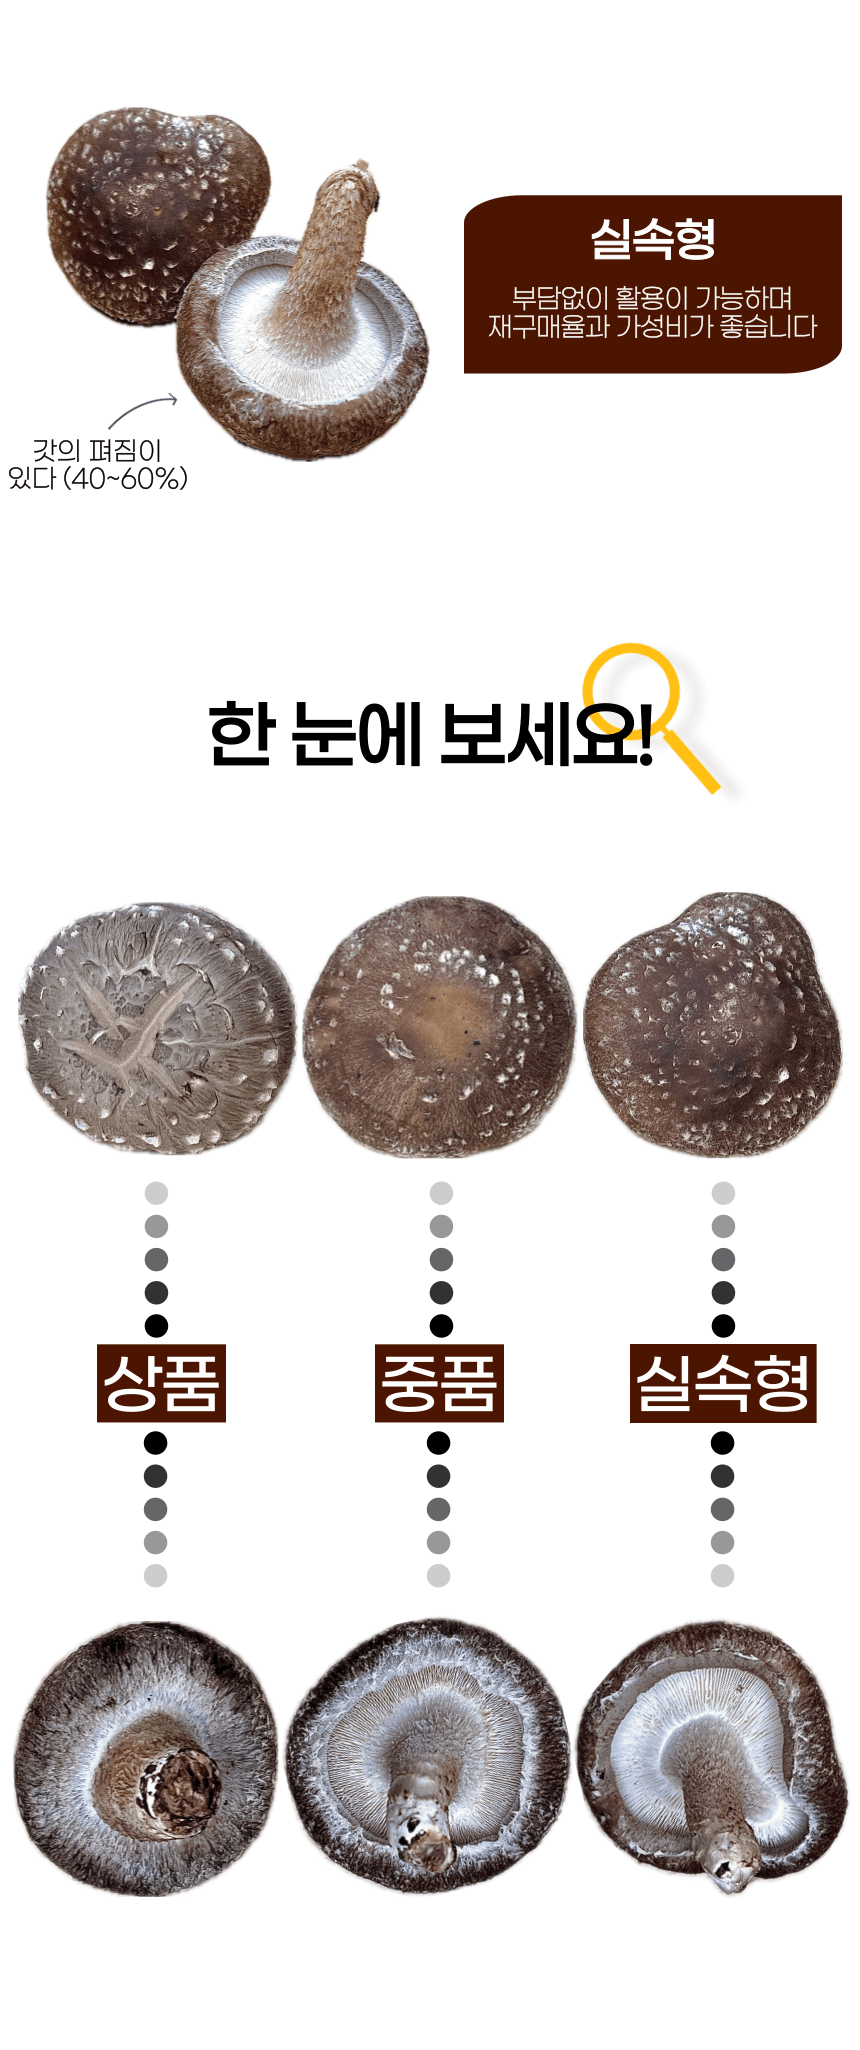 실속형
부담없이 활용이 가능하며
재구매율과 가성비가 좋습니다
갓의 펴짐이
있다 (40~60%)
한 눈에 보세요!
상품
중품
실속형